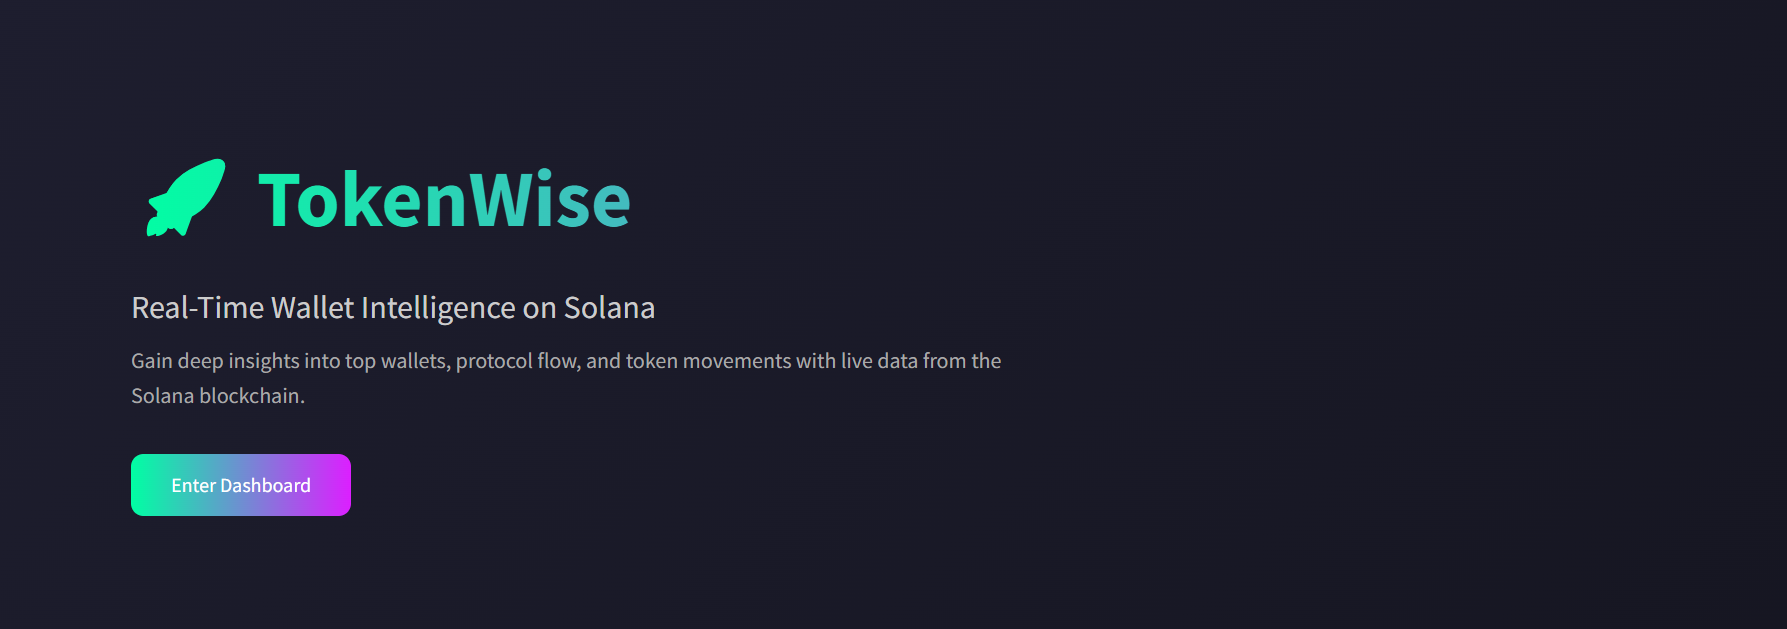 TokenWise
Real-Time Wallet Intelligence on Solana
Gain deep insights into top wallets, protocol flow, and token movements with live data from the
Solana blockchain.
Enter Dashboard